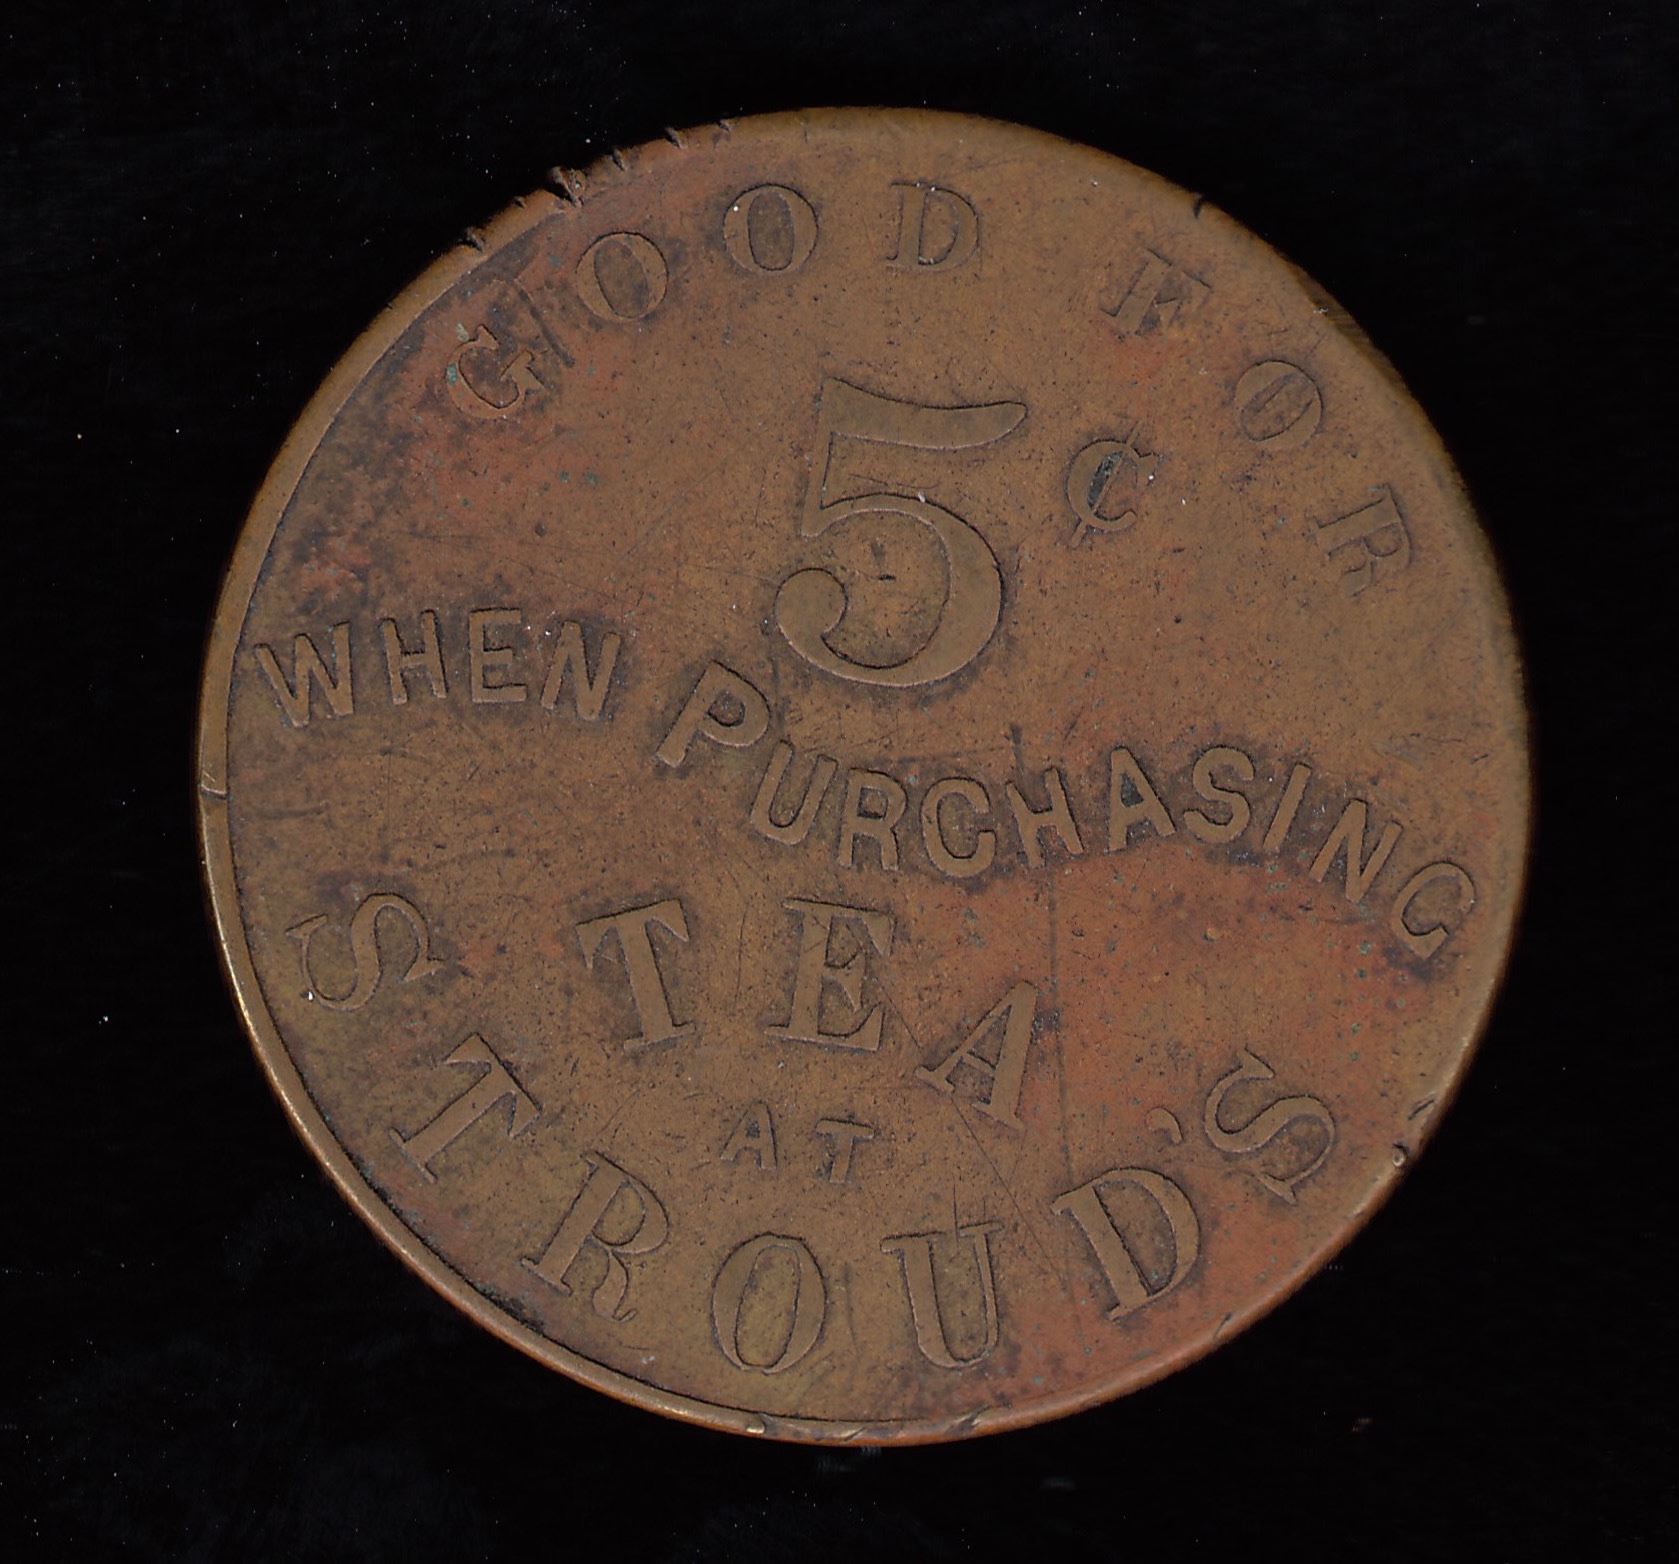 GOOD FOR
5 ¢
WHEN PURCHASING
TEA
AT
STROUD'S